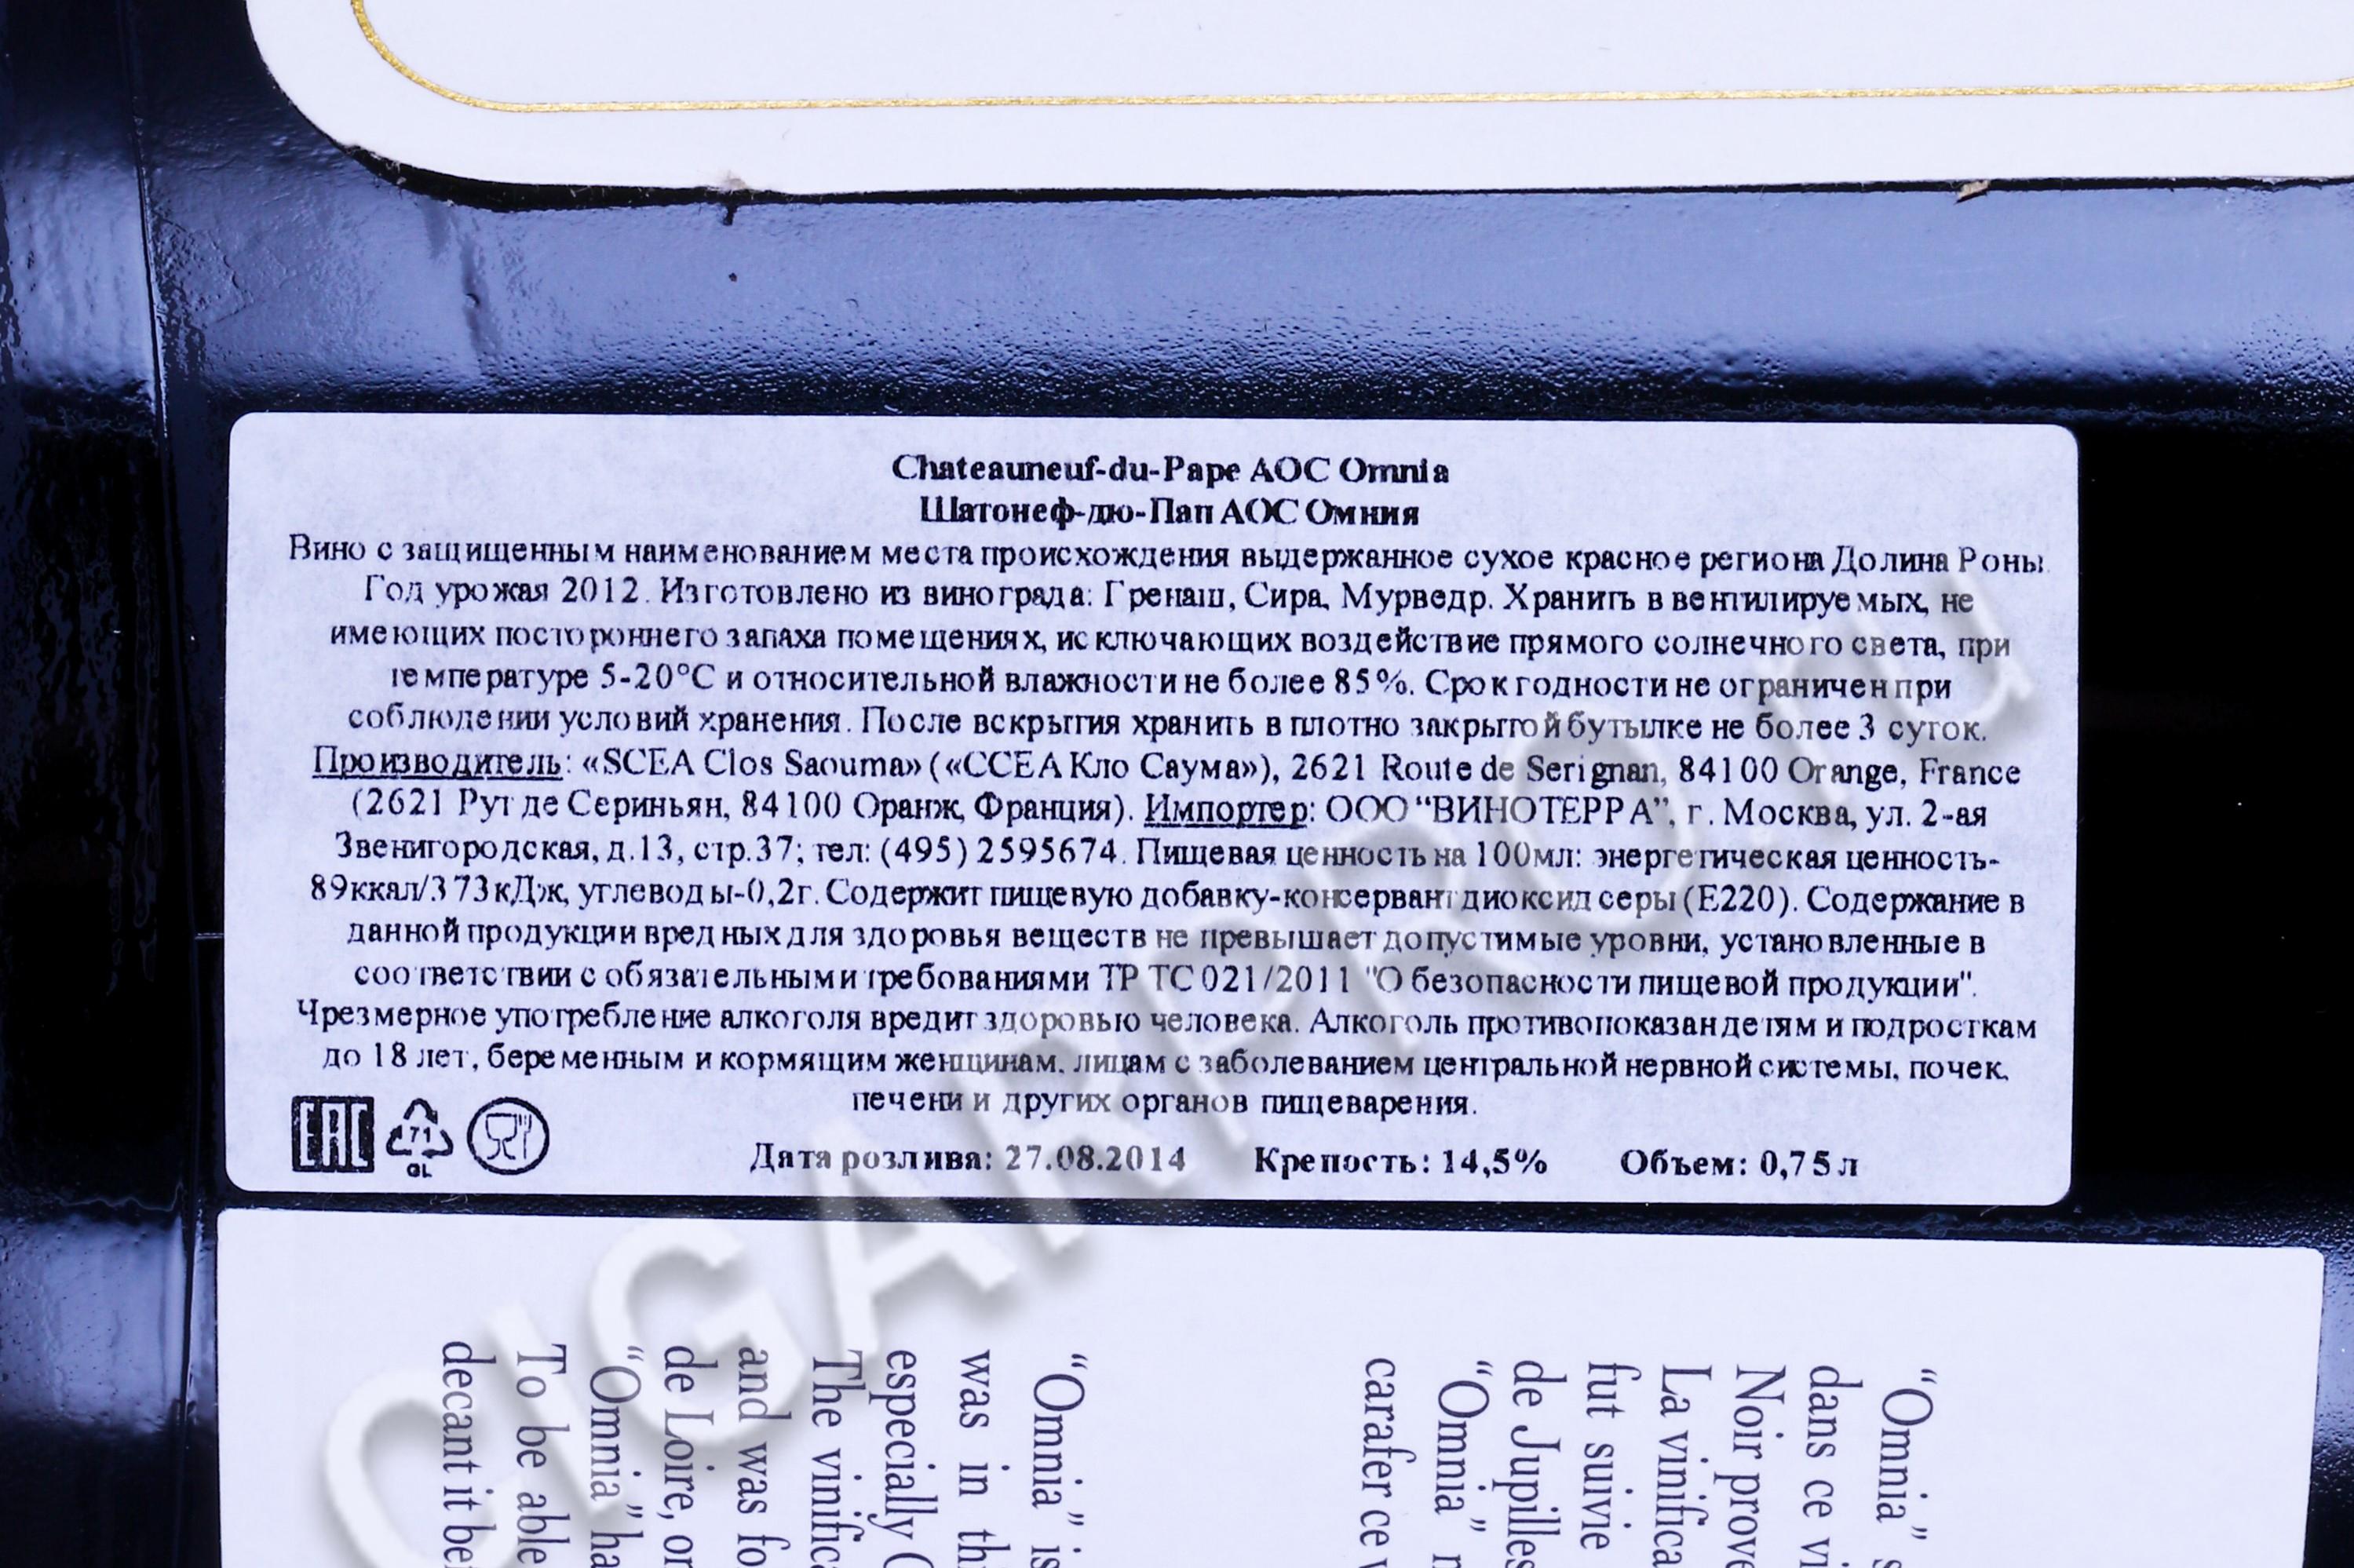 Chateauneuf-du-Pape AOC Omnia
Шатонеф-дю-Пап АОС Омния
Вино с защищенным наименованием места происхождения выдержанное сухое красное региона Долина Роны
Год урожая 2012. Изготовлено из винограда: Гренаш, Сира, Мурведр. Хранить в вентилируемых, не
имеющих постороннего запаха помещениях, исключающих воздействие прямого солнечного света, при
температуре 5-20°С и относительной влажности не более 85%. Срок годности не ограничен при
соблюдении условий хранения. После вскрытия хранить в плотно закрытой бутылке не более 3 суток.
Производитель: «SCEA Clos Saouma» («ССЕА Кло Саума»), 2621 Route de Serignan, 84100 Orange, France
(2621 Рут де Сериньян, 84100 Оранж, Франция). Импортер: ООО "ВИНОТЕРРА", г. Москва, ул. 2-ая
Звенигородская, д.13, стр.37; тел: (495) 2595674. Пищевая ценность на 100мл: энергетическая ценность-
89ккал/373кДж, углеводы-0,2г. Содержит пищевую добавку-консервант диоксид серы (Е220). Содержание в
данной продукции вредных для здоровья веществ не превышает допустимые уровни, установленные в
соответствии с обязательными требованиями ТР ТС 021/2011 "О безопасности пищевой продукции".
Чрезмерное употребление алкоголя вредит здоровью человека. Алкоголь противопоказан детям и подросткам
до 18 лет, беременным и кормящим женщинам, лицам с заболеванием центральной нервной системы, почек,
печени и других органов пищеварения.
EAC 71 GL
Дата розлива: 27.08.2014 Крепость: 14,5% Объем: 0,75л
“Omnia” s
dans ce vi
Noir prove
La vinifica
fut suivie
de Jupilles
“Omnia” n
carafer ce v
“Omnia” is
was in th
especially
The vinifica
and was fo
de Loire, or
“Omnia” ha
To be able
decant it be
CIGARPRO.ru